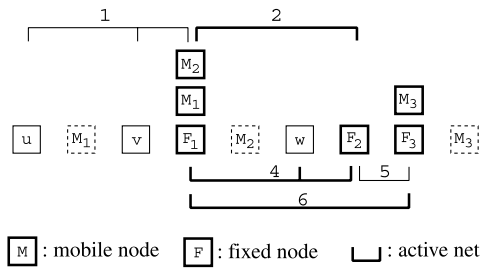 1 2
M2
M1 M3
u M1 v F1 M2 w F2 F3 M3
4 5
6
M : mobile node F : fixed node : active net